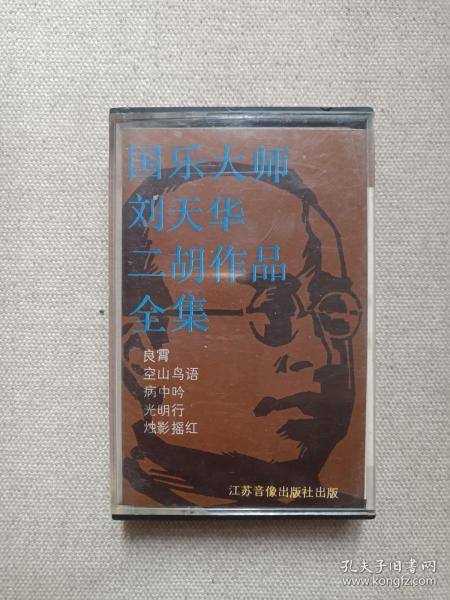 国乐大师
刘天华
二胡作品
全集
良霄
空山鸟语
病中吟
光明行
烛影摇红
江苏音像出版社出版
孔夫子旧书网
www.kongfz.com